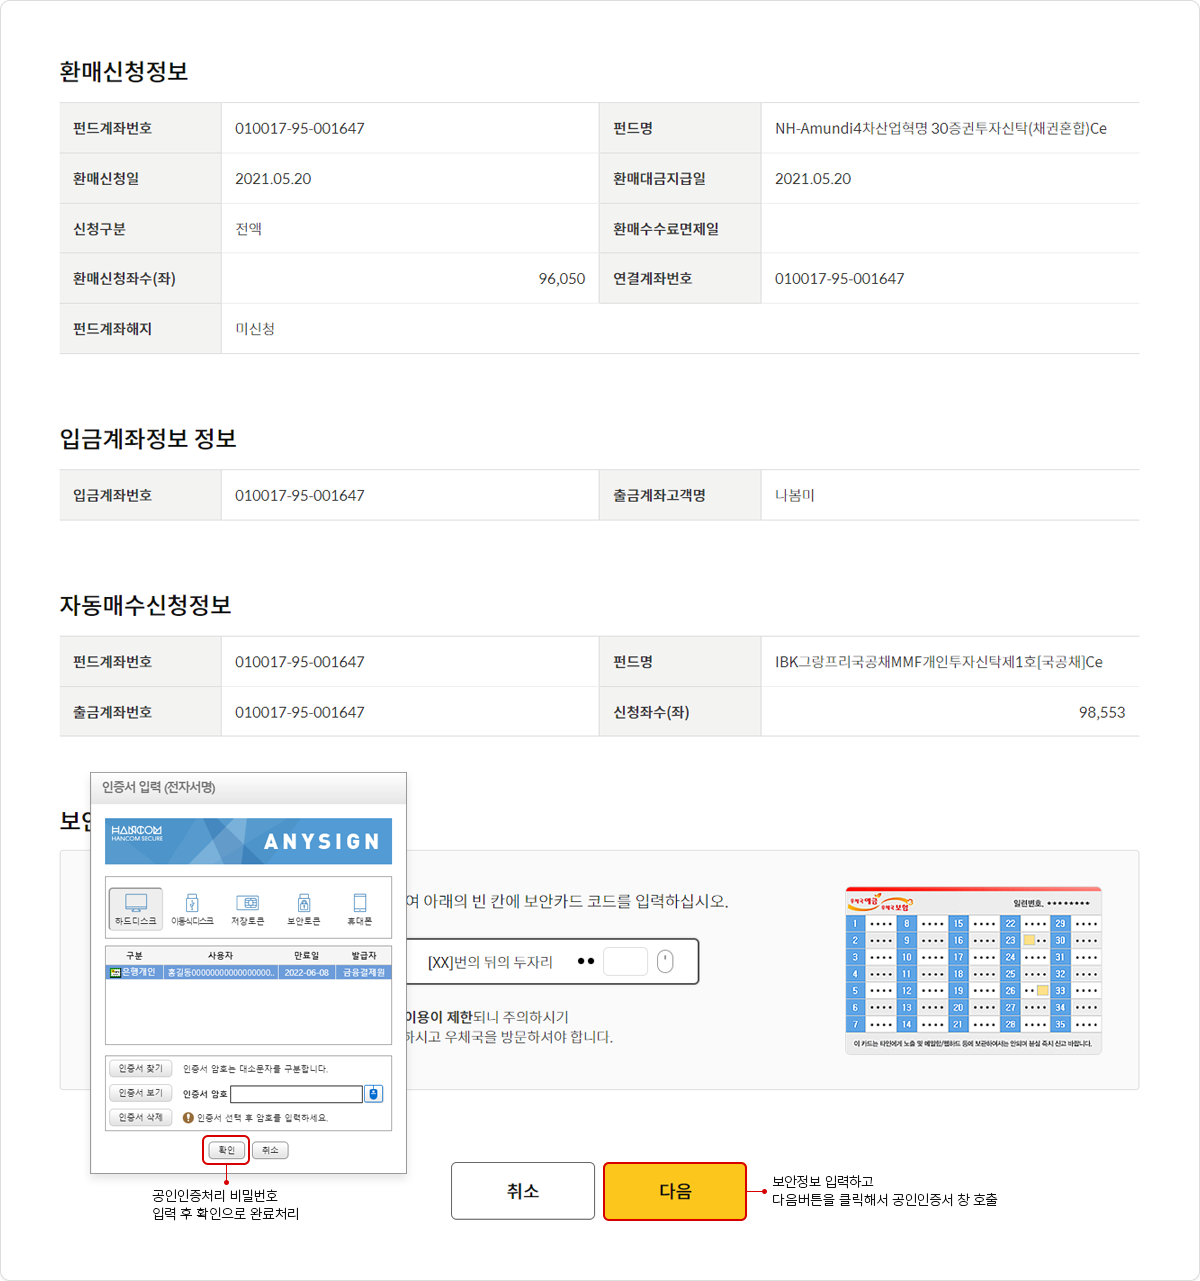 환매신청정보
펀드계좌번호 010017-95-001647 펀드명 NH-Amundi4차산업혁명 30증권투자신탁(채권혼합)Ce
환매신청일 2021.05.20 환매대금지급일 2021.05.20
신청구분 전액 환매수수료면제일
환매신청좌수(좌) 96,050 연결계좌번호 010017-95-001647
펀드계좌해지 미신청
입금계좌정보 정보
입금계좌번호 010017-95-001647 출금계좌고객명 나봄미
자동매수신청정보
펀드계좌번호 010017-95-001647 펀드명 IBK그랑프리국공채MMF개인투자신탁제1호[국공채]Ce
출금계좌번호 010017-95-001647 신청좌수(좌) 98,553
인증서 입력 (전자서명)
HANCOM
HANCOM SECURE
ANYSIGN
하드디스크 이동식디스크 저장토큰 보안토큰 휴대폰
구분 사용자 만료일 발급자
은행개인 홍길동0000000000000000.. 2022-06-08 금융결제원
인증서 찾기 인증서 암호는 대소문자를 구분합니다.
인증서 보기 인증서 암호
인증서 삭제 인증서 선택 후 암호를 입력하세요.
확인 취소
공인인증처리 비밀번호
입력 후 확인으로 완료처리
보안
여 아래의 빈 칸에 보안카드 코드를 입력하십시오.
[XX]번의 뒤의 두자리 ●●
이용이 제한되니 주의하시기
하시고 우체국을 방문하셔야 합니다.
우체국예금 우체국보험 일련번호. ••••••••
1 •••• 8 •••• 15 •••• 22 •••• 29 ••••
2 •••• 9 •••• 16 •••• 23 •• 30 ••••
3 •••• 10 •••• 17 •••• 24 •••• 31 ••••
4 •••• 11 •••• 18 •••• 25 •••• 32 ••••
5 •••• 12 •••• 19 •••• 26 •• 33 ••••
6 •••• 13 •••• 20 •••• 27 •••• 34 ••••
7 •••• 14 •••• 21 •••• 28 •••• 35 ••••
이 카드는 타인에게 노출 및 메일함/웹하드 등에 보관하여서는 안되며 분실 즉시 신고 바랍니다.
취소 다음
보안정보 입력하고
다음버튼을 클릭해서 공인인증서 창 호출